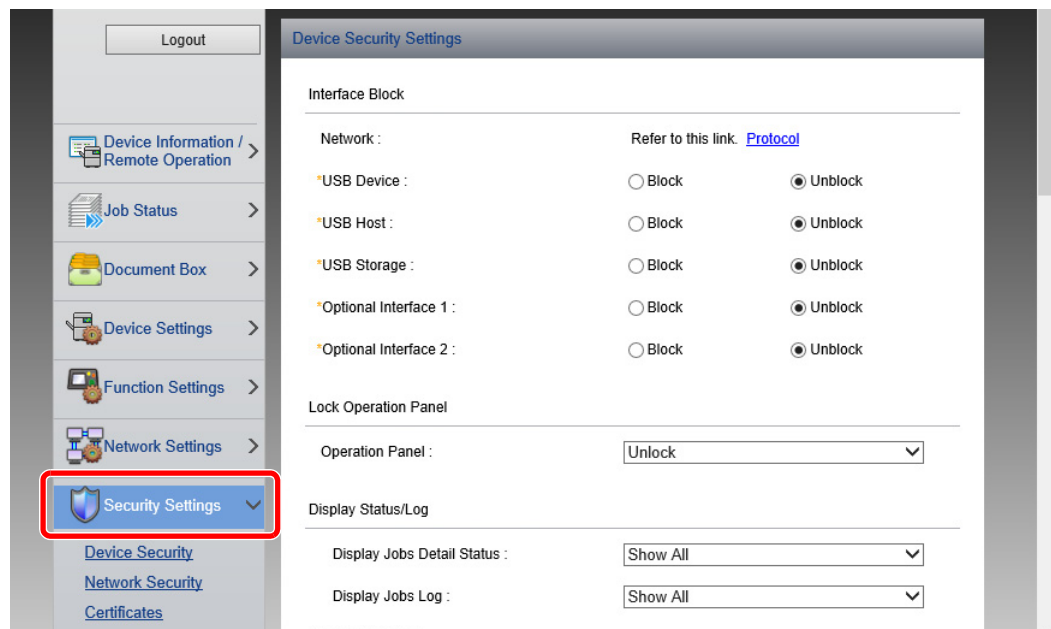 Logout
Device Information /
Remote Operation
Job Status
Document Box
Device Settings
Function Settings
Network Settings
Security Settings
Device Security
Network Security
Certificates
Device Security Settings
Interface Block
Network : Refer to this link. Protocol
*USB Device : Block Unblock
*USB Host : Block Unblock
*USB Storage : Block Unblock
*Optional Interface 1 : Block Unblock
*Optional Interface 2 : Block Unblock
Lock Operation Panel
Operation Panel : Unlock
Display Status/Log
Display Jobs Detail Status : Show All
Display Jobs Log : Show All